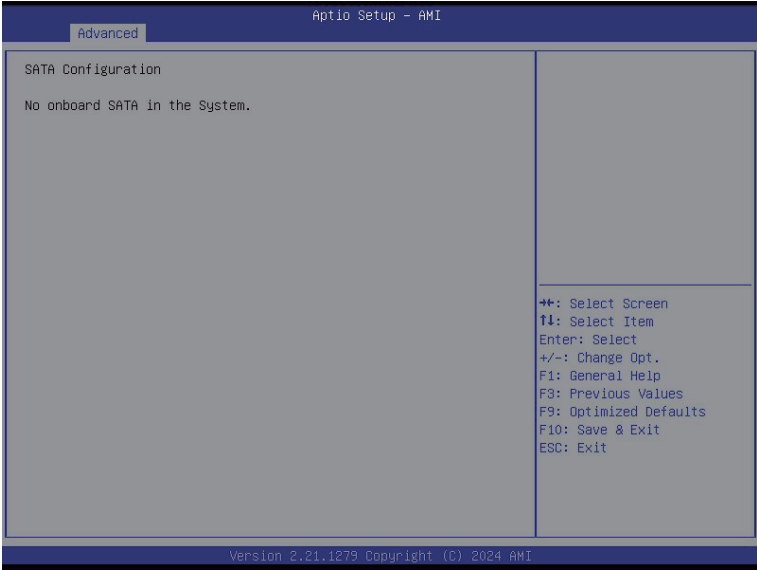 Aptio Setup – AMI
Advanced
SATA Configuration
No onboard SATA in the System.
→←: Select Screen
↑↓: Select Item
Enter: Select
+/-: Change Opt.
F1: General Help
F3: Previous Values
F9: Optimized Defaults
F10: Save & Exit
ESC: Exit
Version 2.21.1279 Copyright (C) 2024 AMI